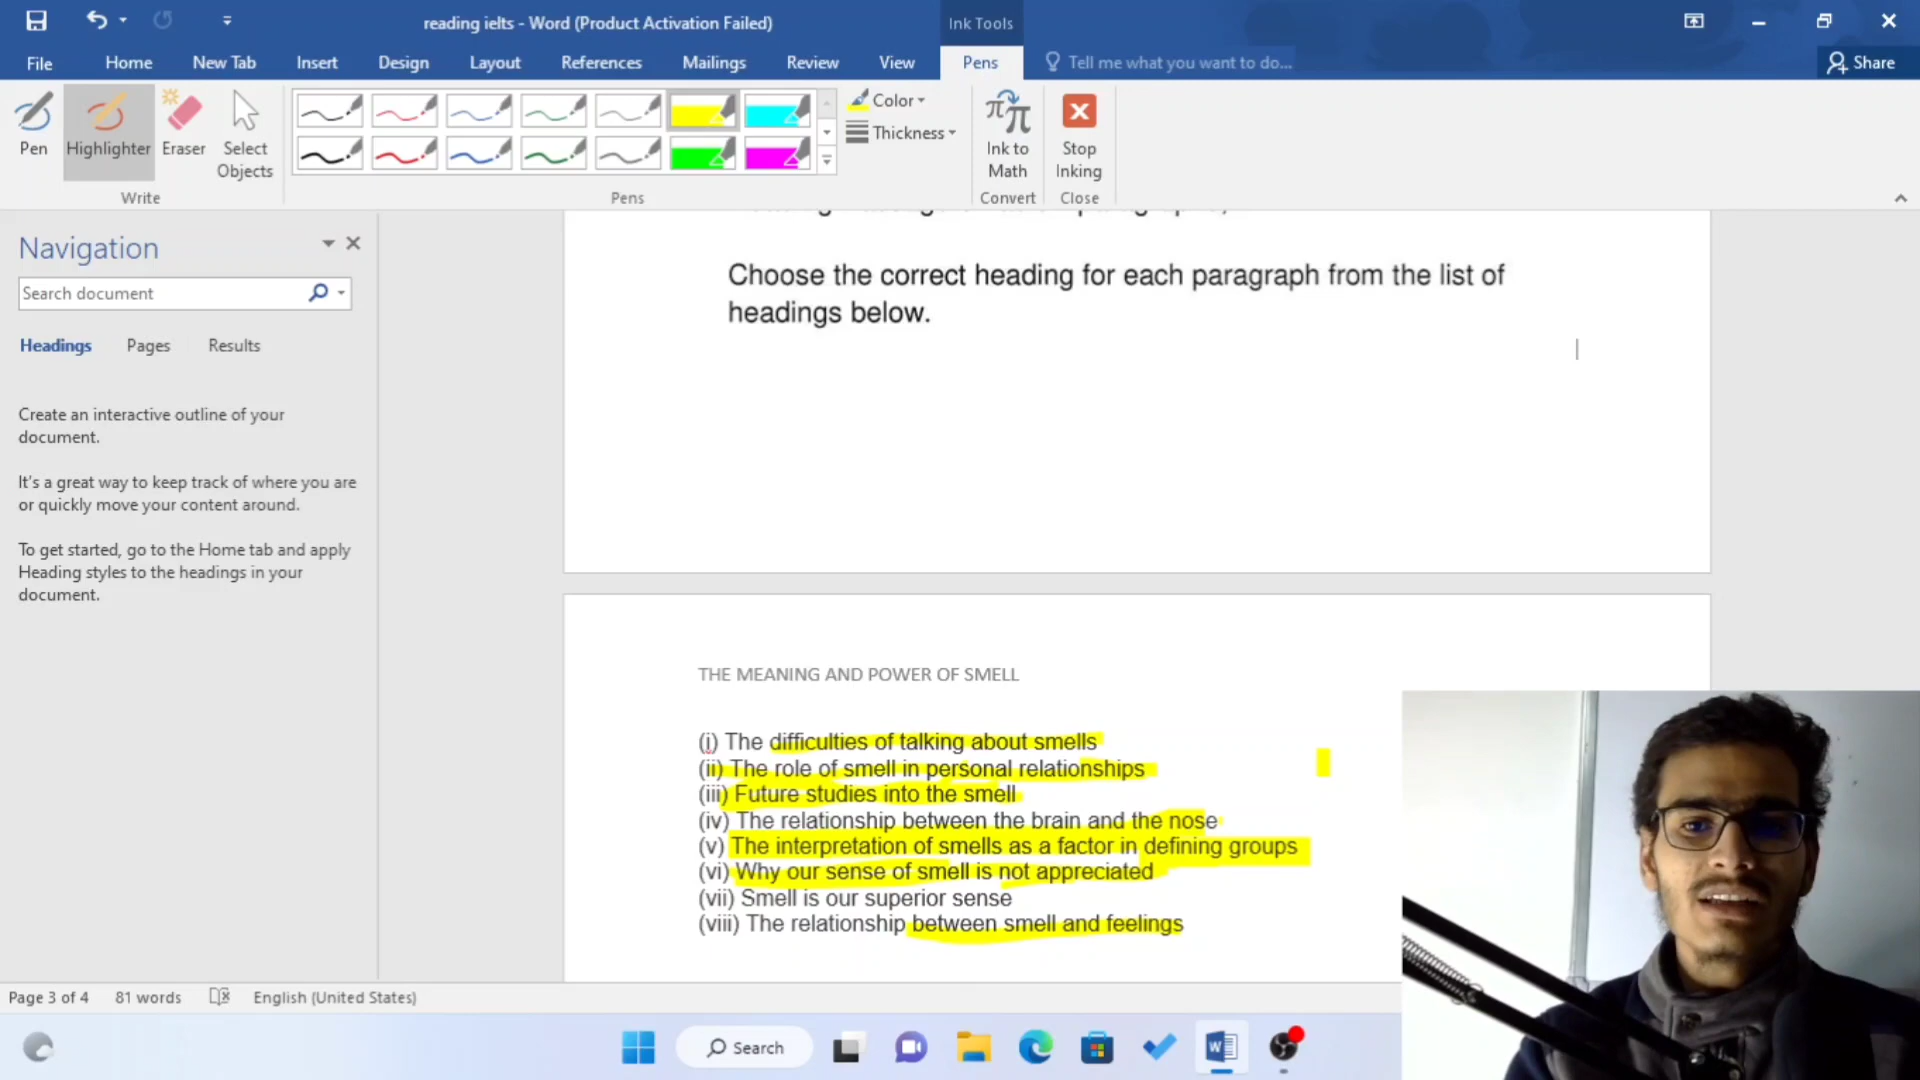 reading ielts - Word (Product Activation Failed)
Ink Tools
File
Home
New Tab
Insert
Design
Layout
References
Mailings
Review
View
Pens
Tell me what you want to do...
Share
Pen
Highlighter
Eraser
Select
Objects
Color
Thickness
Ink to
Math
Stop
Inking
Write
Pens
Convert
Close
Navigation
Search document
Headings
Pages
Results
Create an interactive outline of your
document.
It's a great way to keep track of where you are
or quickly move your content around.
To get started, go to the Home tab and apply
Heading styles to the headings in your
document.
Choose the correct heading for each paragraph from the list of
headings below.
THE MEANING AND POWER OF SMELL
(i) The difficulties of talking about smells
(ii) The role of smell in personal relationships
(iii) Future studies into the smell
(iv) The relationship between the brain and the nose
(v) The interpretation of smells as a factor in defining groups
(vi) Why our sense of smell is not appreciated
(vii) Smell is our superior sense
(viii) The relationship between smell and feelings
Page 3 of 4
81 words
English (United States)
Search